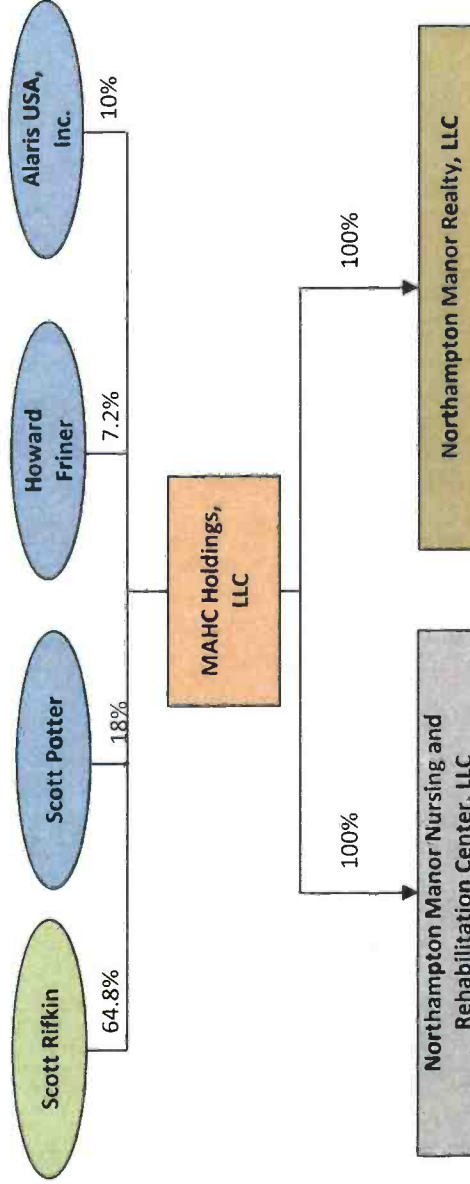 Scott Rifkin
64.8%
Scott Potter
18%
Howard
Friner
7.2%
Alaris USA,
Inc.
10%
MAHC Holdings,
LLC
100%
100%
Northampton Manor Nursing and
Rehabilitation Center, LLC
Northampton Manor Realty, LLC